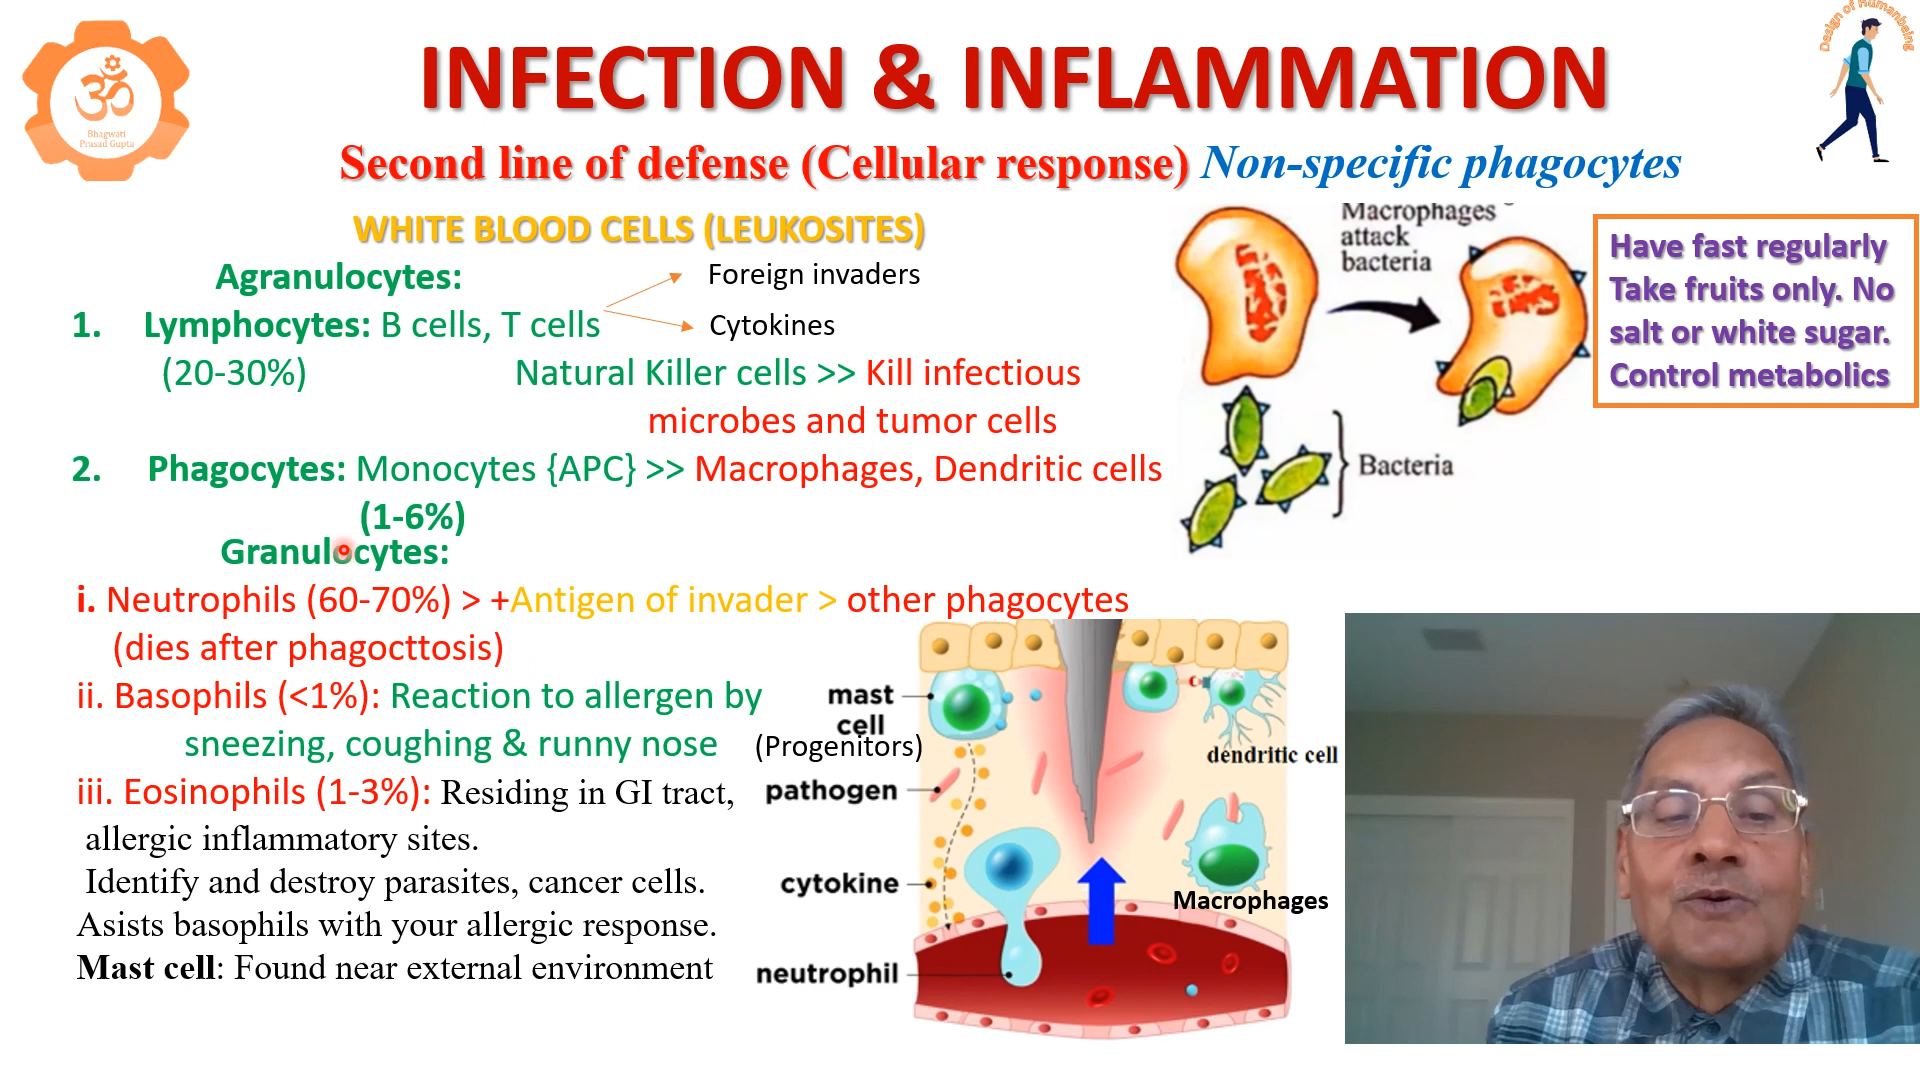 Bhagwati
Prasad Gupta
Design of Humanbeing
INFECTION & INFLAMMATION
Second line of defense (Cellular response) Non-specific phagocytes
WHITE BLOOD CELLS (LEUKOSITES)
Agranulocytes:
Foreign invaders
1. Lymphocytes: B cells, T cells
Cytokines
(20-30%)
Natural Killer cells >> Kill infectious
microbes and tumor cells
2. Phagocytes: Monocytes {APC} >> Macrophages, Dendritic cells
(1-6%)
Granulocytes:
i. Neutrophils (60-70%) > +Antigen of invader > other phagocytes
(dies after phagocttosis)
ii. Basophils (<1%): Reaction to allergen by
sneezing, coughing & runny nose
iii. Eosinophils (1-3%): Residing in GI tract,
allergic inflammatory sites.
Identify and destroy parasites, cancer cells.
Asists basophils with your allergic response.
Mast cell: Found near external environment
Macrophages
attack
bacteria
Bacteria
Have fast regularly
Take fruits only. No
salt or white sugar.
Control metabolics
mast
cell
(Progenitors)
pathogen
cytokine
neutrophil
dendritic cell
Macrophages